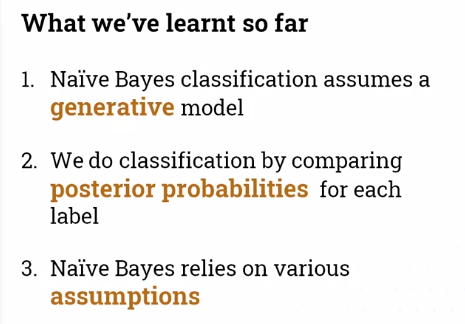 What we've learnt so far
1. Naïve Bayes classification assumes a
generative model
2. We do classification by comparing
posterior probabilities for each
label
3. Naïve Bayes relies on various
assumptions